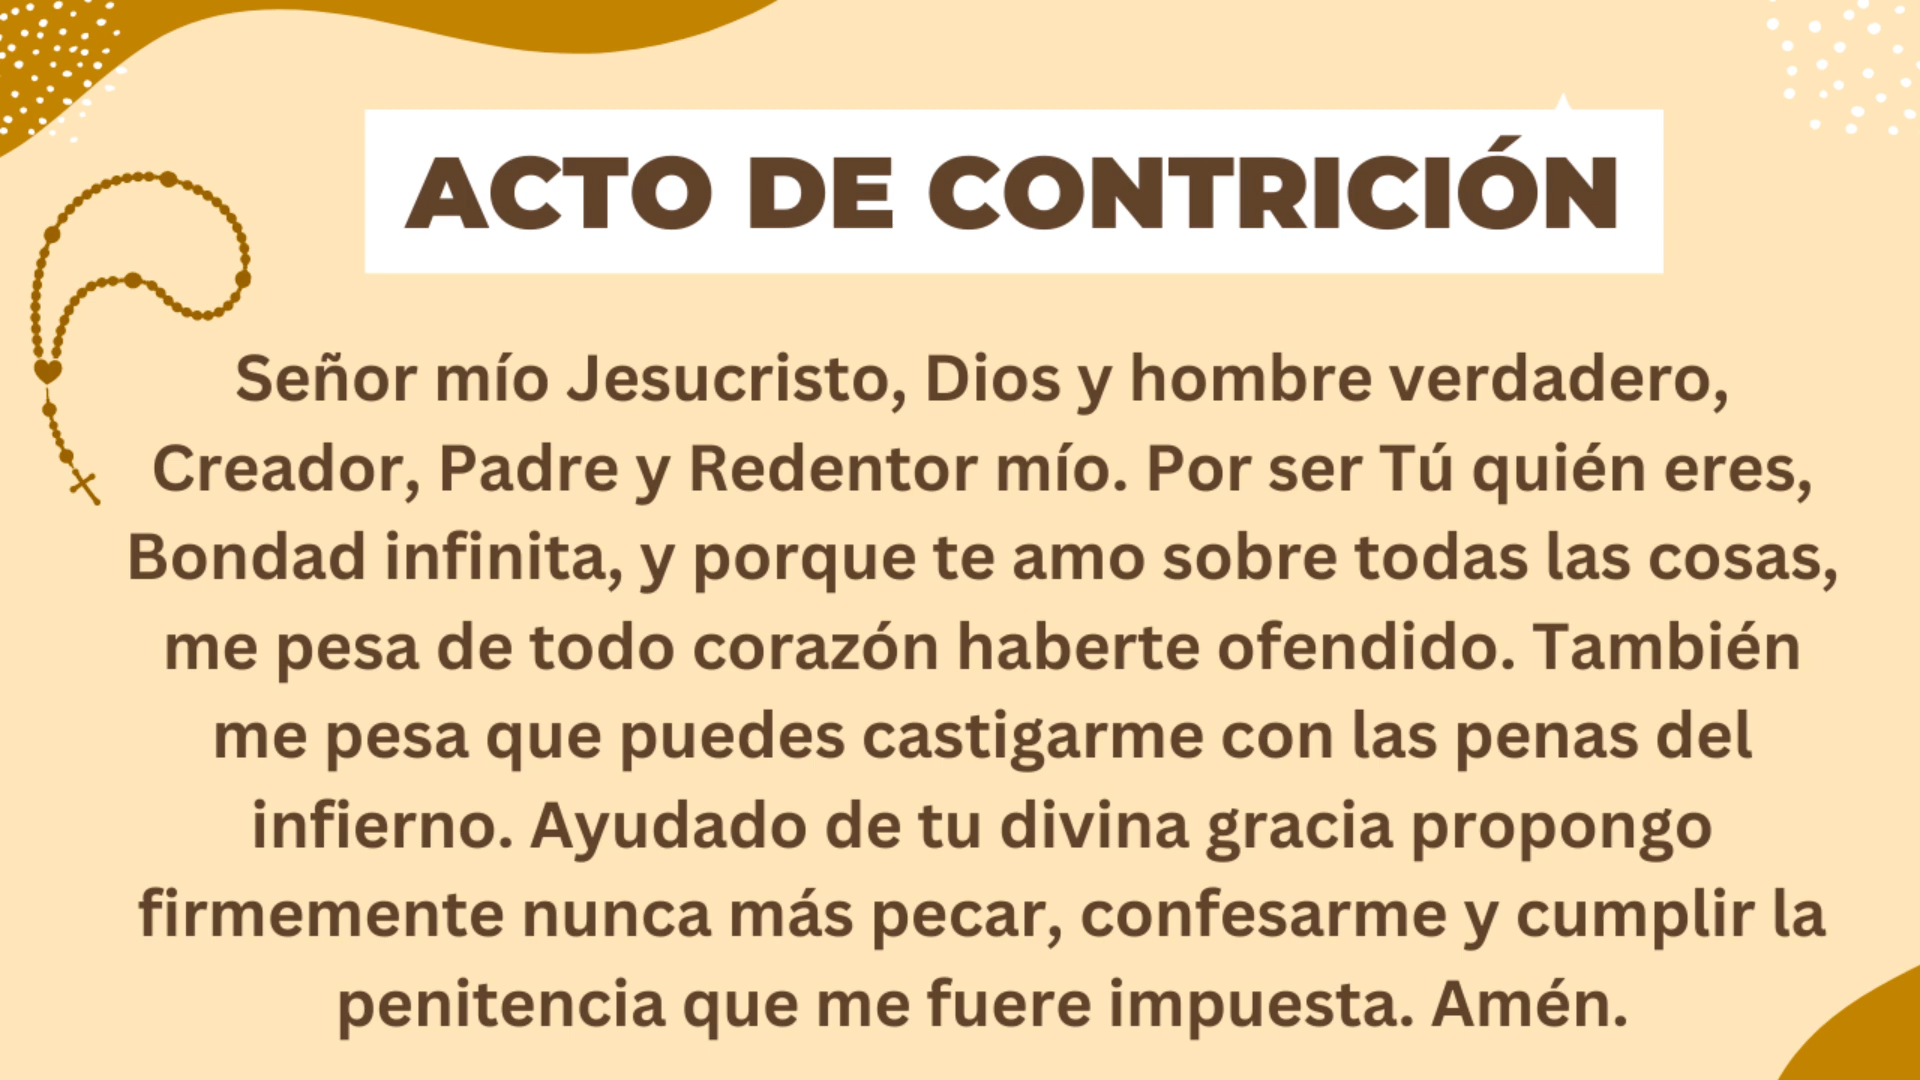 ACTO DE CONTRICIÓN
Señor mío Jesucristo, Dios y hombre verdadero,
Creador, Padre y Redentor mío. Por ser Tú quién eres,
Bondad infinita, y porque te amo sobre todas las cosas,
me pesa de todo corazón haberte ofendido. También
me pesa que puedes castigarme con las penas del
infierno. Ayudado de tu divina gracia propongo
firmemente nunca más pecar, confesarme y cumplir la
penitencia que me fuere impuesta. Amén.